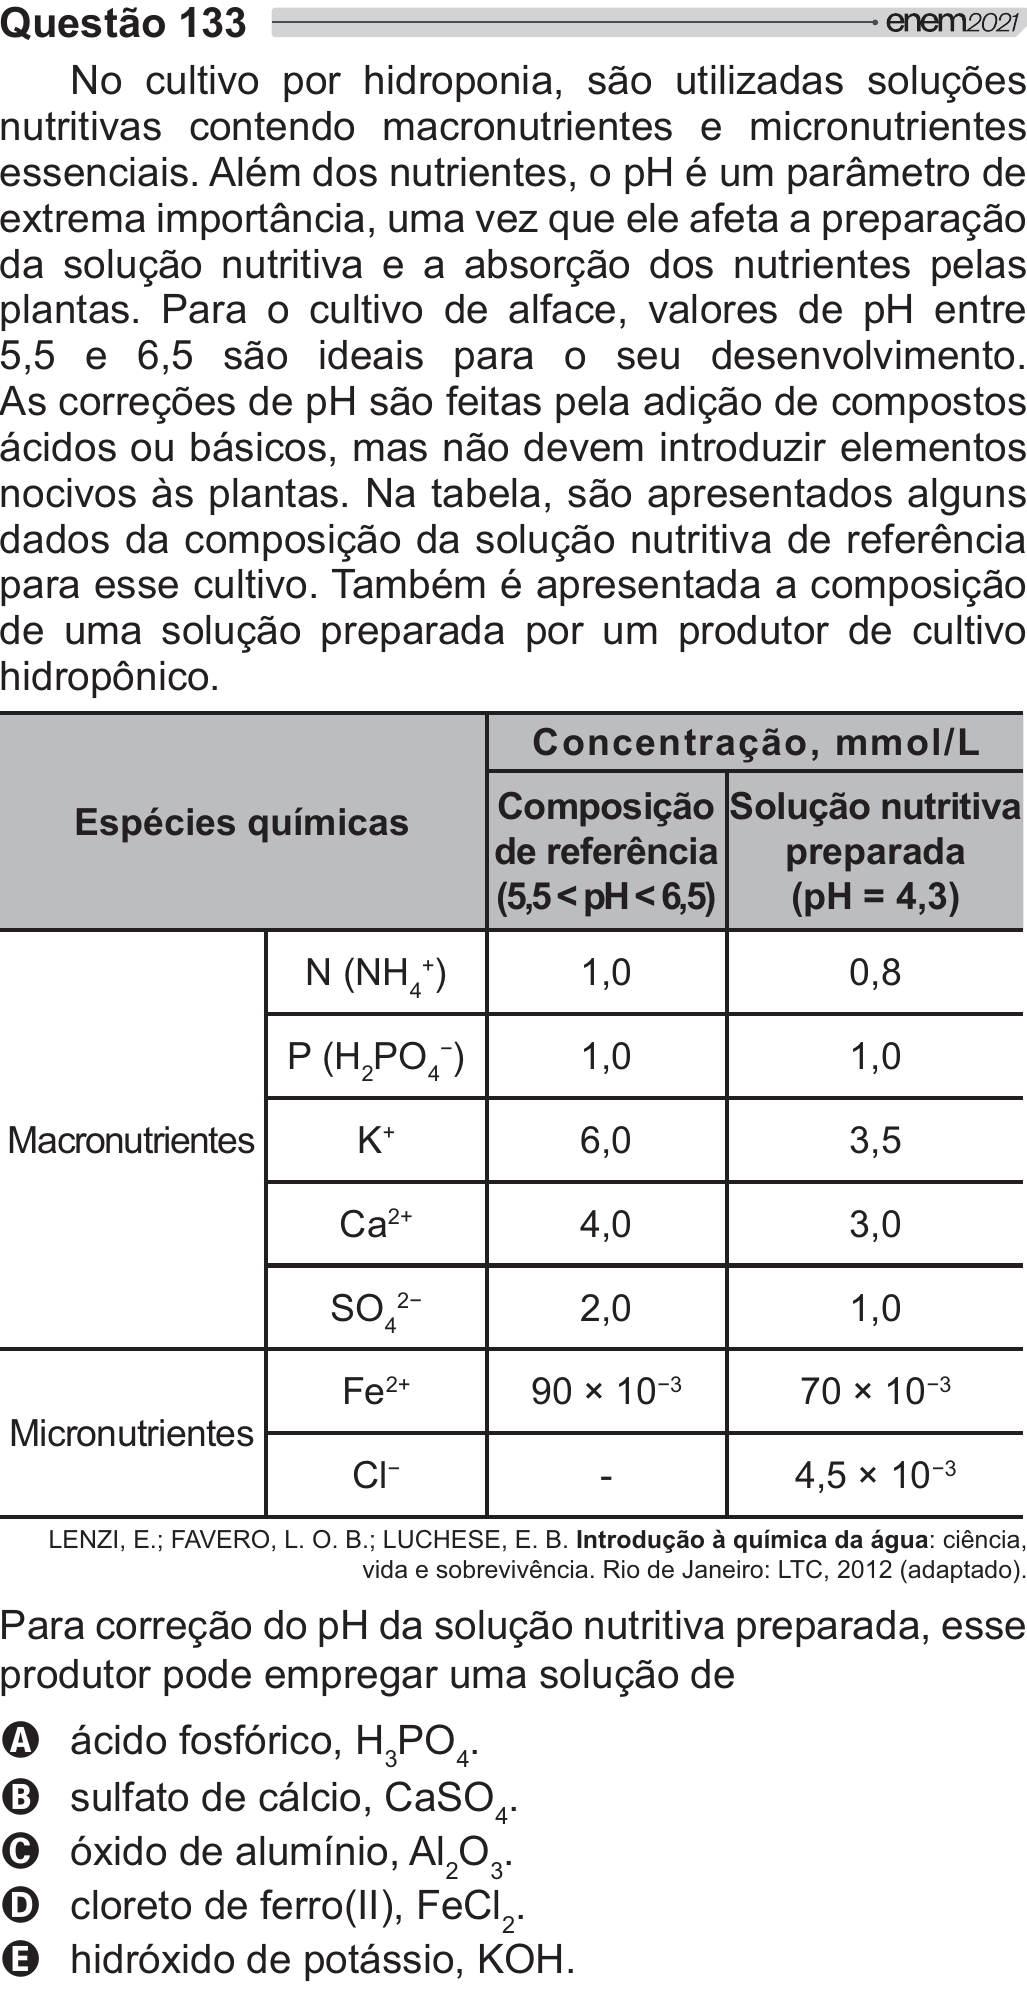 Questão 133 enem2021
No cultivo por hidroponia, são utilizadas soluções
nutritivas contendo macronutrientes e micronutrientes
essenciais. Além dos nutrientes, o pH é um parâmetro de
extrema importância, uma vez que ele afeta a preparação
da solução nutritiva e a absorção dos nutrientes pelas
plantas. Para o cultivo de alface, valores de pH entre
5,5 e 6,5 são ideais para o seu desenvolvimento.
As correções de pH são feitas pela adição de compostos
ácidos ou básicos, mas não devem introduzir elementos
nocivos às plantas. Na tabela, são apresentados alguns
dados da composição da solução nutritiva de referência
para esse cultivo. Também é apresentada a composição
de uma solução preparada por um produtor de cultivo
hidropônico.
Espécies químicas
Concentração, mmol/L
Composição
de referência
(5,5 < pH < 6,5)
Solução nutritiva
preparada
(pH = 4,3)
Macronutrientes
N (NH₄⁺) 1,0 0,8
P (H₂PO₄⁻) 1,0 1,0
K⁺ 6,0 3,5
Ca²⁺ 4,0 3,0
SO₄²⁻ 2,0 1,0
Micronutrientes
Fe²⁺ 90 × 10⁻³ 70 × 10⁻³
Cl⁻ - 4,5 × 10⁻³
LENZI, E.; FAVERO, L. O. B.; LUCHESE, E. B. Introdução à química da água: ciência,
vida e sobrevivência. Rio de Janeiro: LTC, 2012 (adaptado).
Para correção do pH da solução nutritiva preparada, esse
produtor pode empregar uma solução de
A ácido fosfórico, H₃PO₄.
B sulfato de cálcio, CaSO₄.
C óxido de alumínio, Al₂O₃.
D cloreto de ferro(II), FeCl₂.
E hidróxido de potássio, KOH.